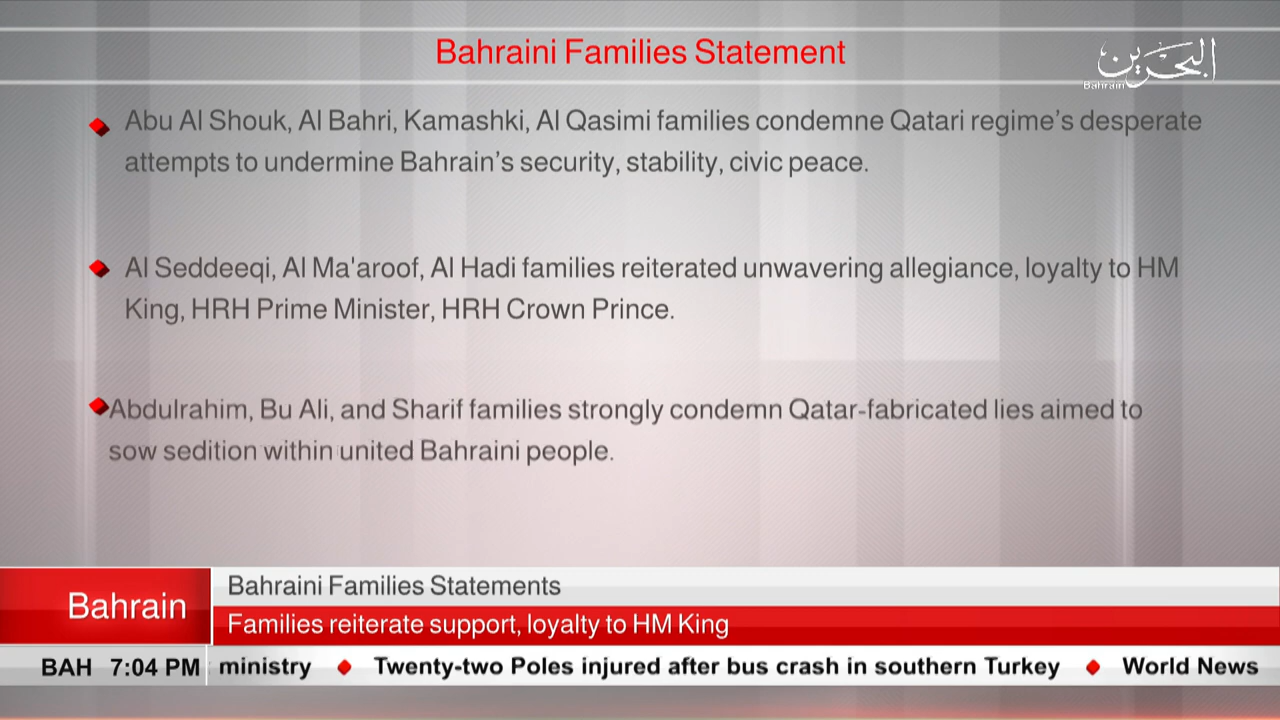 Bahraini Families Statement
البحرين
Bahrain
Abu Al Shouk, Al Bahri, Kamashki, Al Qasimi families condemne Qatari regime's desperate
attempts to undermine Bahrain's security, stability, civic peace.
Al Seddeeqi, Al Ma'aroof, Al Hadi families reiterated unwavering allegiance, loyalty to HM
King, HRH Prime Minister, HRH Crown Prince.
Abdulrahim, Bu Ali, and Sharif families strongly condemn Qatar-fabricated lies aimed to
sow sedition within united Bahraini people.
Bahrain
Bahraini Families Statements
Families reiterate support, loyalty to HM King
BAH 7:04 PM ministry Twenty-two Poles injured after bus crash in southern Turkey World News